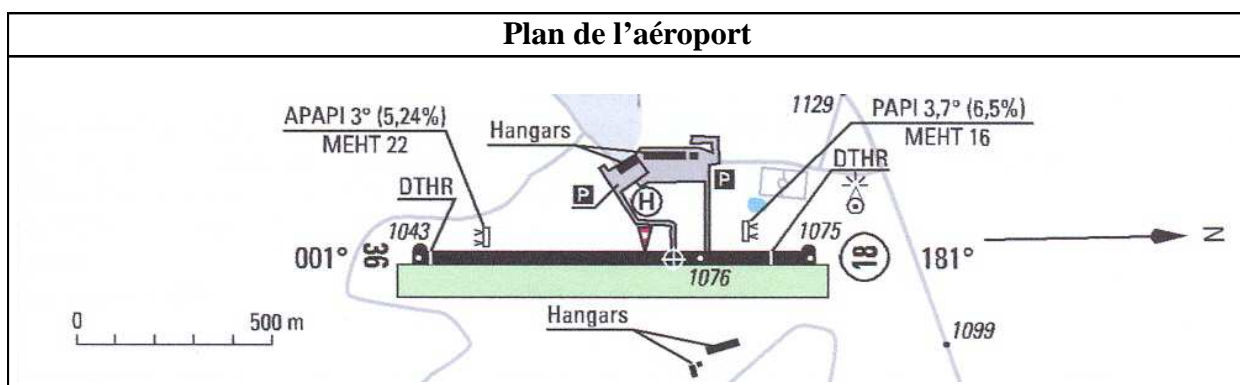 Plan de l’aéroport
1129
APAPI 3° (5,24%)
MEHT 22
Hangars
PAPI 3,7° (6,5%)
MEHT 16
DTHR
P
P
DTHR
H
1043
1075
001°
36
18
181°
N
1076
0
500 m
Hangars
1099